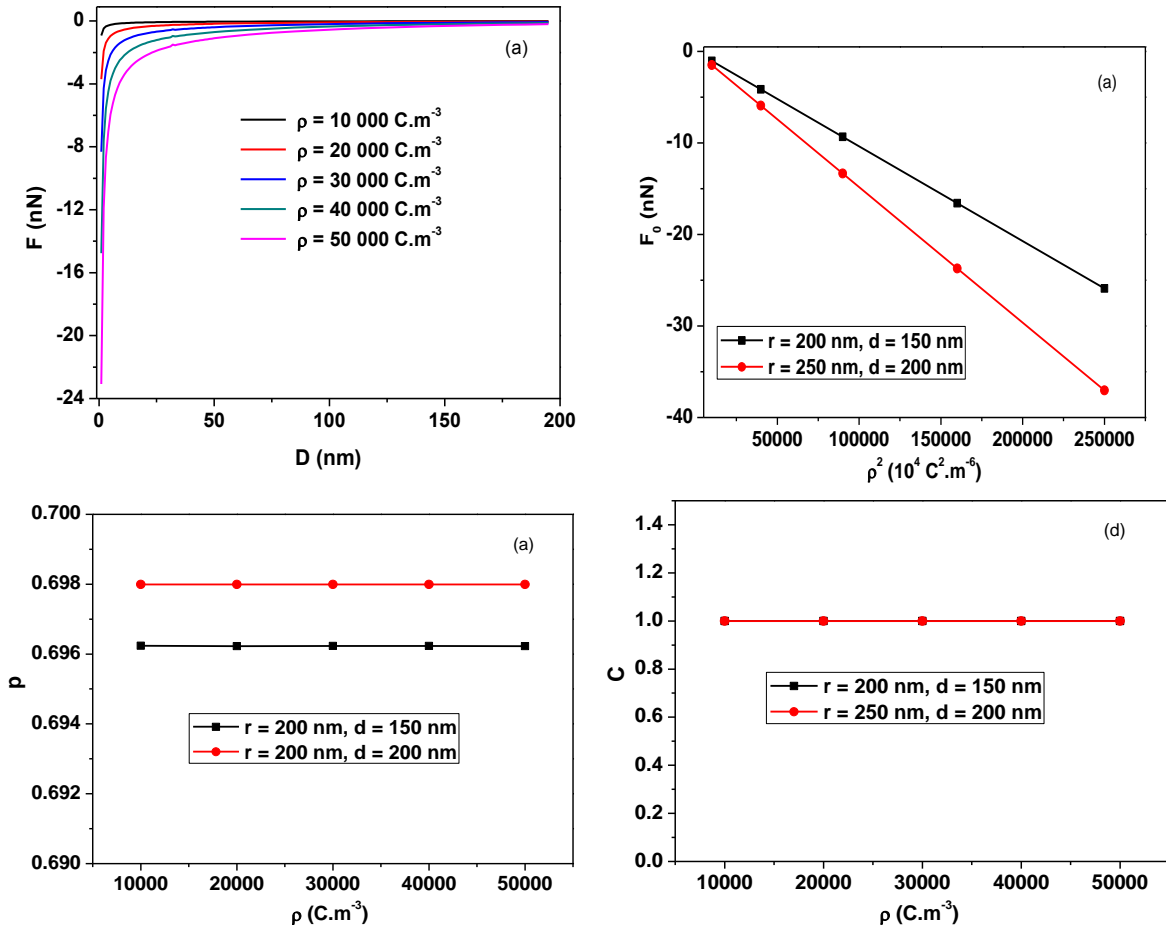 0
-4
-8
-12
-16
-20
-24
F (nN)
(a)
ρ = 10 000 C.m⁻³
ρ = 20 000 C.m⁻³
ρ = 30 000 C.m⁻³
ρ = 40 000 C.m⁻³
ρ = 50 000 C.m⁻³
0 50 100 150 200
D (nm)
0
-10
-20
-30
-40
F₀ (nN)
(a)
r = 200 nm, d = 150 nm
r = 250 nm, d = 200 nm
50000 100000 150000 200000 250000
ρ² (10⁴ C².m⁻⁶)
0.700
0.698
0.696
0.694
0.692
0.690
p
(a)
r = 200 nm, d = 150 nm
r = 200 nm, d = 200 nm
10000 20000 30000 40000 50000
ρ (C.m⁻³)
1.4
1.2
1.0
0.8
0.6
0.4
0.2
0.0
C
(d)
r = 200 nm, d = 150 nm
r = 250 nm, d = 200 nm
10000 20000 30000 40000 50000
ρ (C.m⁻³)